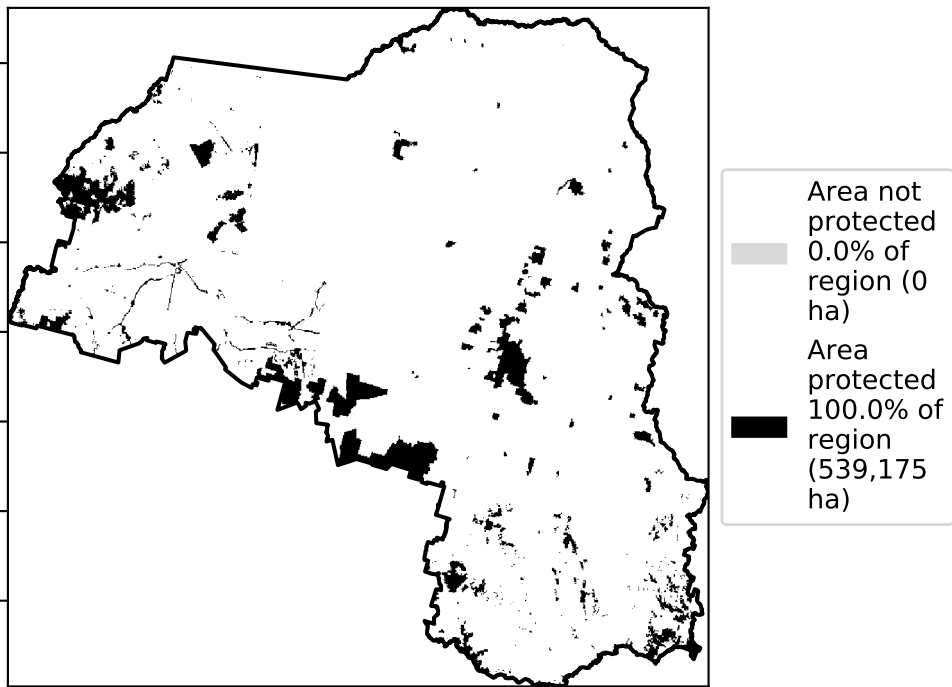 Area not
protected
0.0% of
region (0
ha)
Area
protected
100.0% of
region
(539,175
ha)